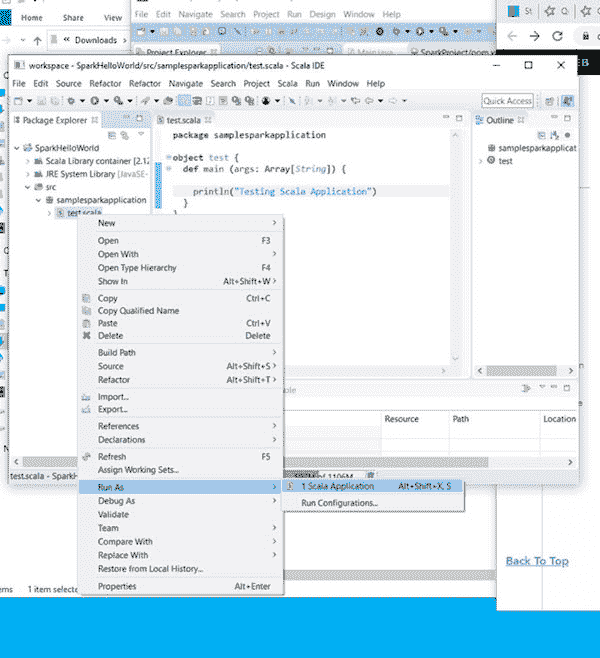 Home Share View
File Edit Navigate Search Project Run Design Window Help
Downloads
Project Explorer MainJava SparkProject/pom.x
workspace - SparkHelloWorld/src/samplesparkapplication/test.scala - Scala IDE
File Edit Source Refactor Refactor Navigate Search Project Scala Run Window Help
Quick Access
Package Explorer test.scala Outline
SparkHelloWorld
Scala Library container [2.12
JRE System Library [JavaSE-
src
samplesparkapplication
test.scala
package samplesparkapplication
object test {
def main (args: Array[String]) {
println("Testing Scala Application")
}
}
samplesparkapplicat
test
New
Open F3
Open With
Open Type Hierarchy F4
Show In Alt+Shift+W
Copy Ctrl+C
Copy Qualified Name
Paste Ctrl+V
Delete Delete
Build Path
Source Alt+Shift+S
Refactor Alt+Shift+T
Import...
Export...
References
Declarations
Refresh F5
Assign Working Sets...
Run As
Debug As
Validate
Team
Compare With
Replace With
Restore from Local History...
Properties Alt+Enter
1 Scala Application Alt+Shift+X, S
Run Configurations...
Resource Path Location
of 1106M
test.scala - SparkH
ems 1 item selecte
Back To Top